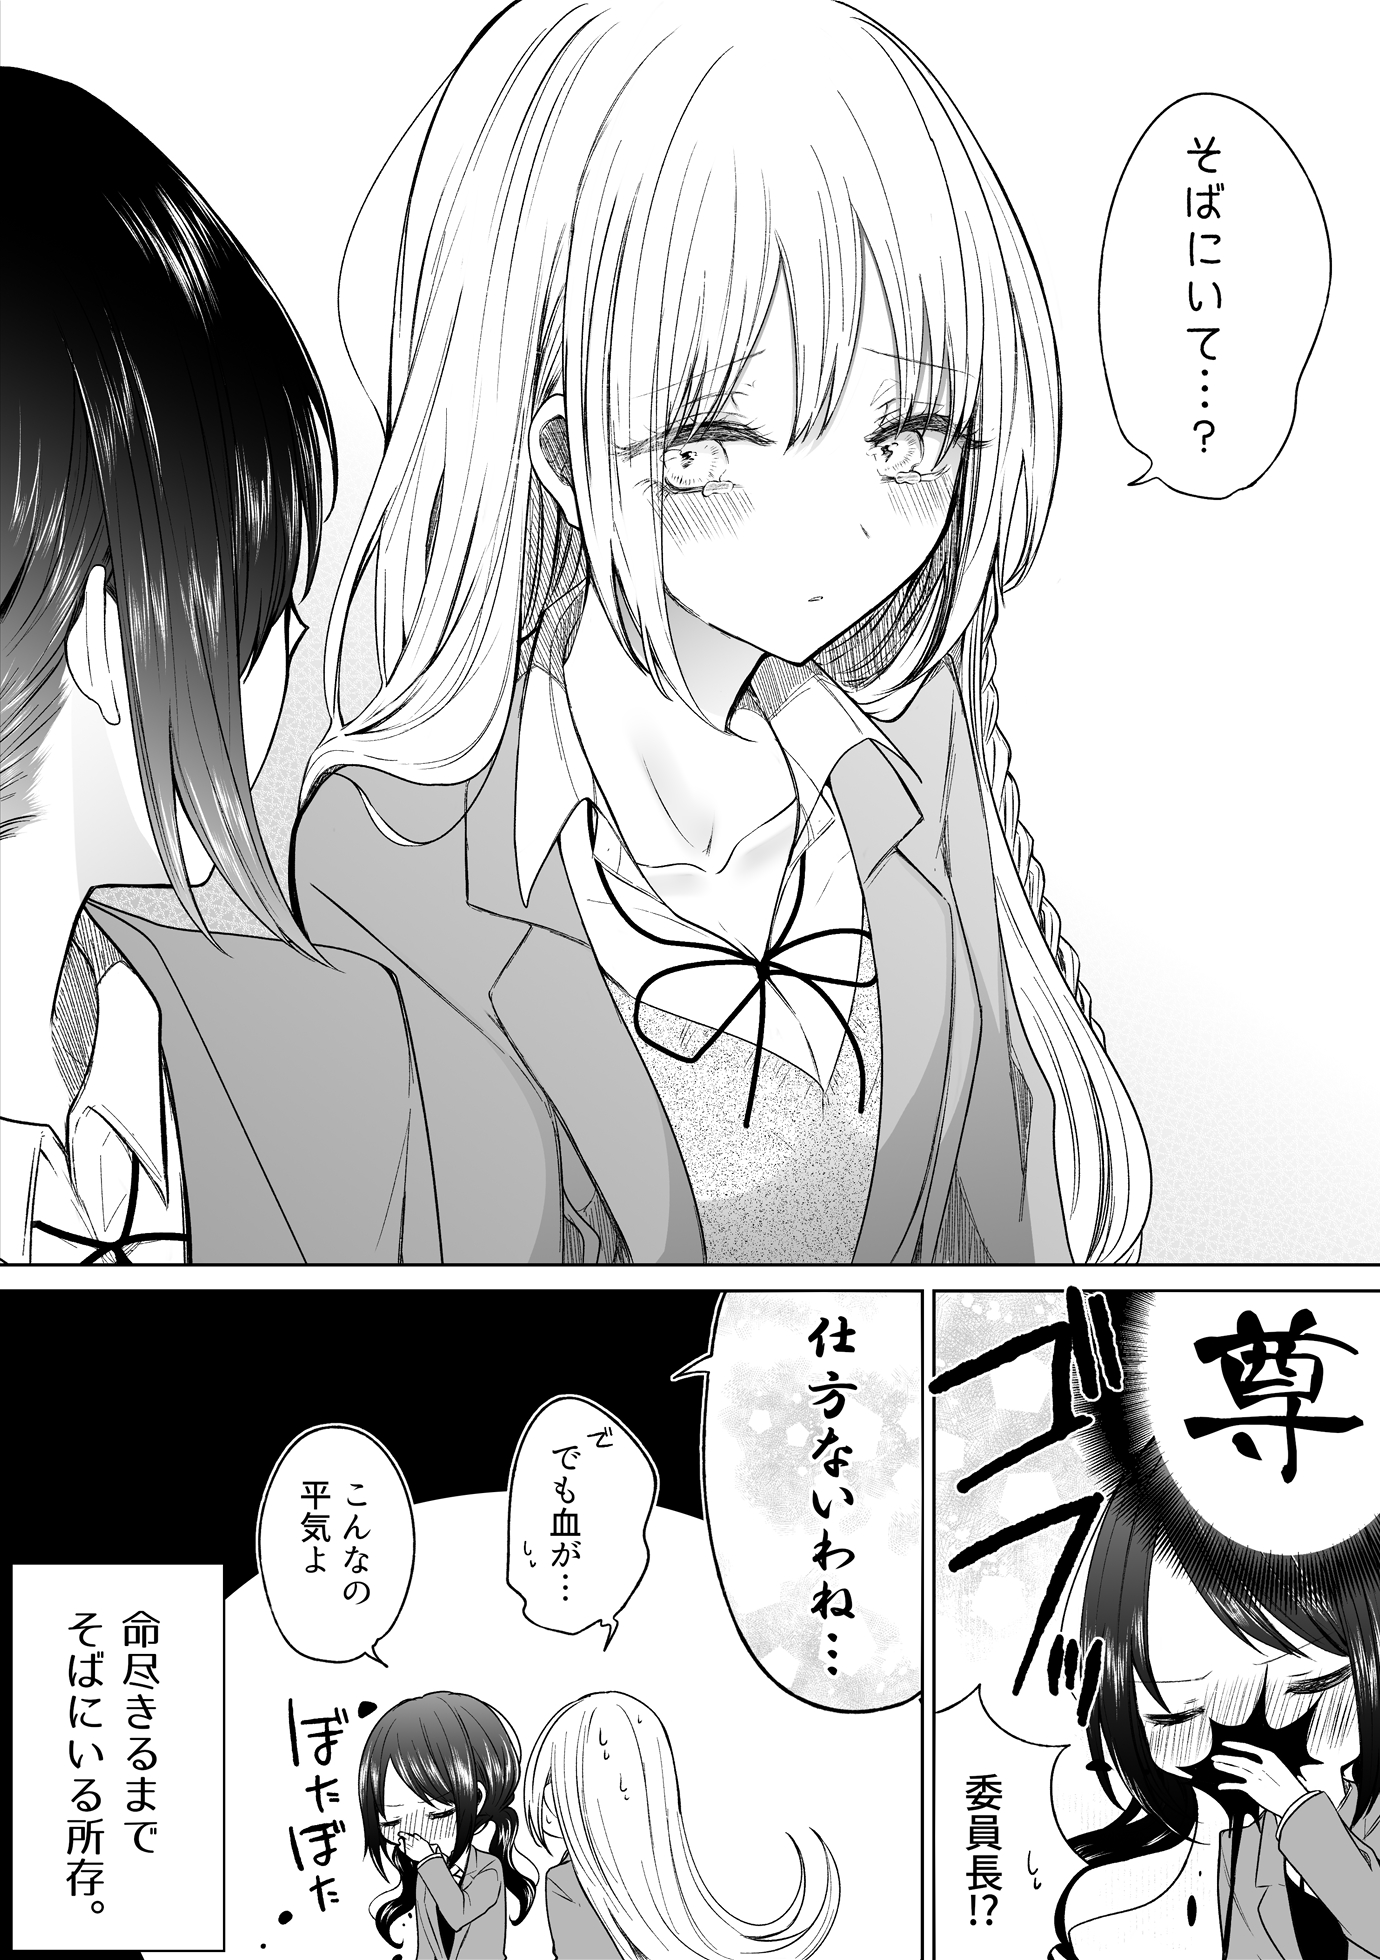 そばにいて…?
尊
ゴフッ
委員長!?
仕方ないわね…
で
でも血が…
こんなの
平気よ
ぼたぼた
命尽きるまで
そばにいる所存。